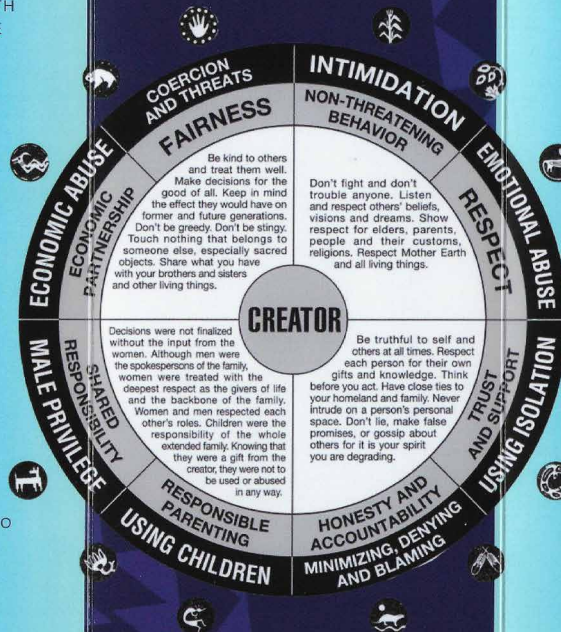 COERCION
AND THREATS
INTIMIDATION
EMOTIONAL ABUSE
USING ISOLATION
MINIMIZING, DENYING
AND BLAMING
USING CHILDREN
MALE PRIVILEGE
ECONOMIC ABUSE
FAIRNESS
NON-THREATENING
BEHAVIOR
RESPECT
TRUST
AND SUPPORT
HONESTY AND
ACCOUNTABILITY
RESPONSIBLE
PARENTING
SHARED
RESPONSIBILITY
ECONOMIC
PARTNERSHIP
Be kind to others
and treat them well.
Make decisions for the
good of all. Keep in mind
the effect they would have on
former and future generations.
Don't be greedy. Don't be stingy.
Touch nothing that belongs to
someone else, especially sacred
objects. Share what you have
with your brothers and sisters
and other living things.
Don't fight and don't
trouble anyone. Listen
and respect others' beliefs,
visions and dreams. Show
respect for elders, parents,
people and their customs,
religions. Respect Mother Earth
and all living things.
CREATOR
Decisions were not finalized
without the input from the
women. Although men were
the spokespersons of the family,
women were treated with the
deepest respect as the givers of life
and the backbone of the family.
Women and men respected each
other's roles. Children were the
responsibility of the whole
extended family. Knowing that
they were a gift from the
creator, they were not to
be used or abused
in any way.
Be truthful to self and
others at all times. Respect
each person for their own
gifts and knowledge. Think
before you act. Have close ties to
your homeland and family. Never
intrude on a person's personal
space. Don't lie, make false
promises, or gossip about
others for it is your spirit
you are degrading.